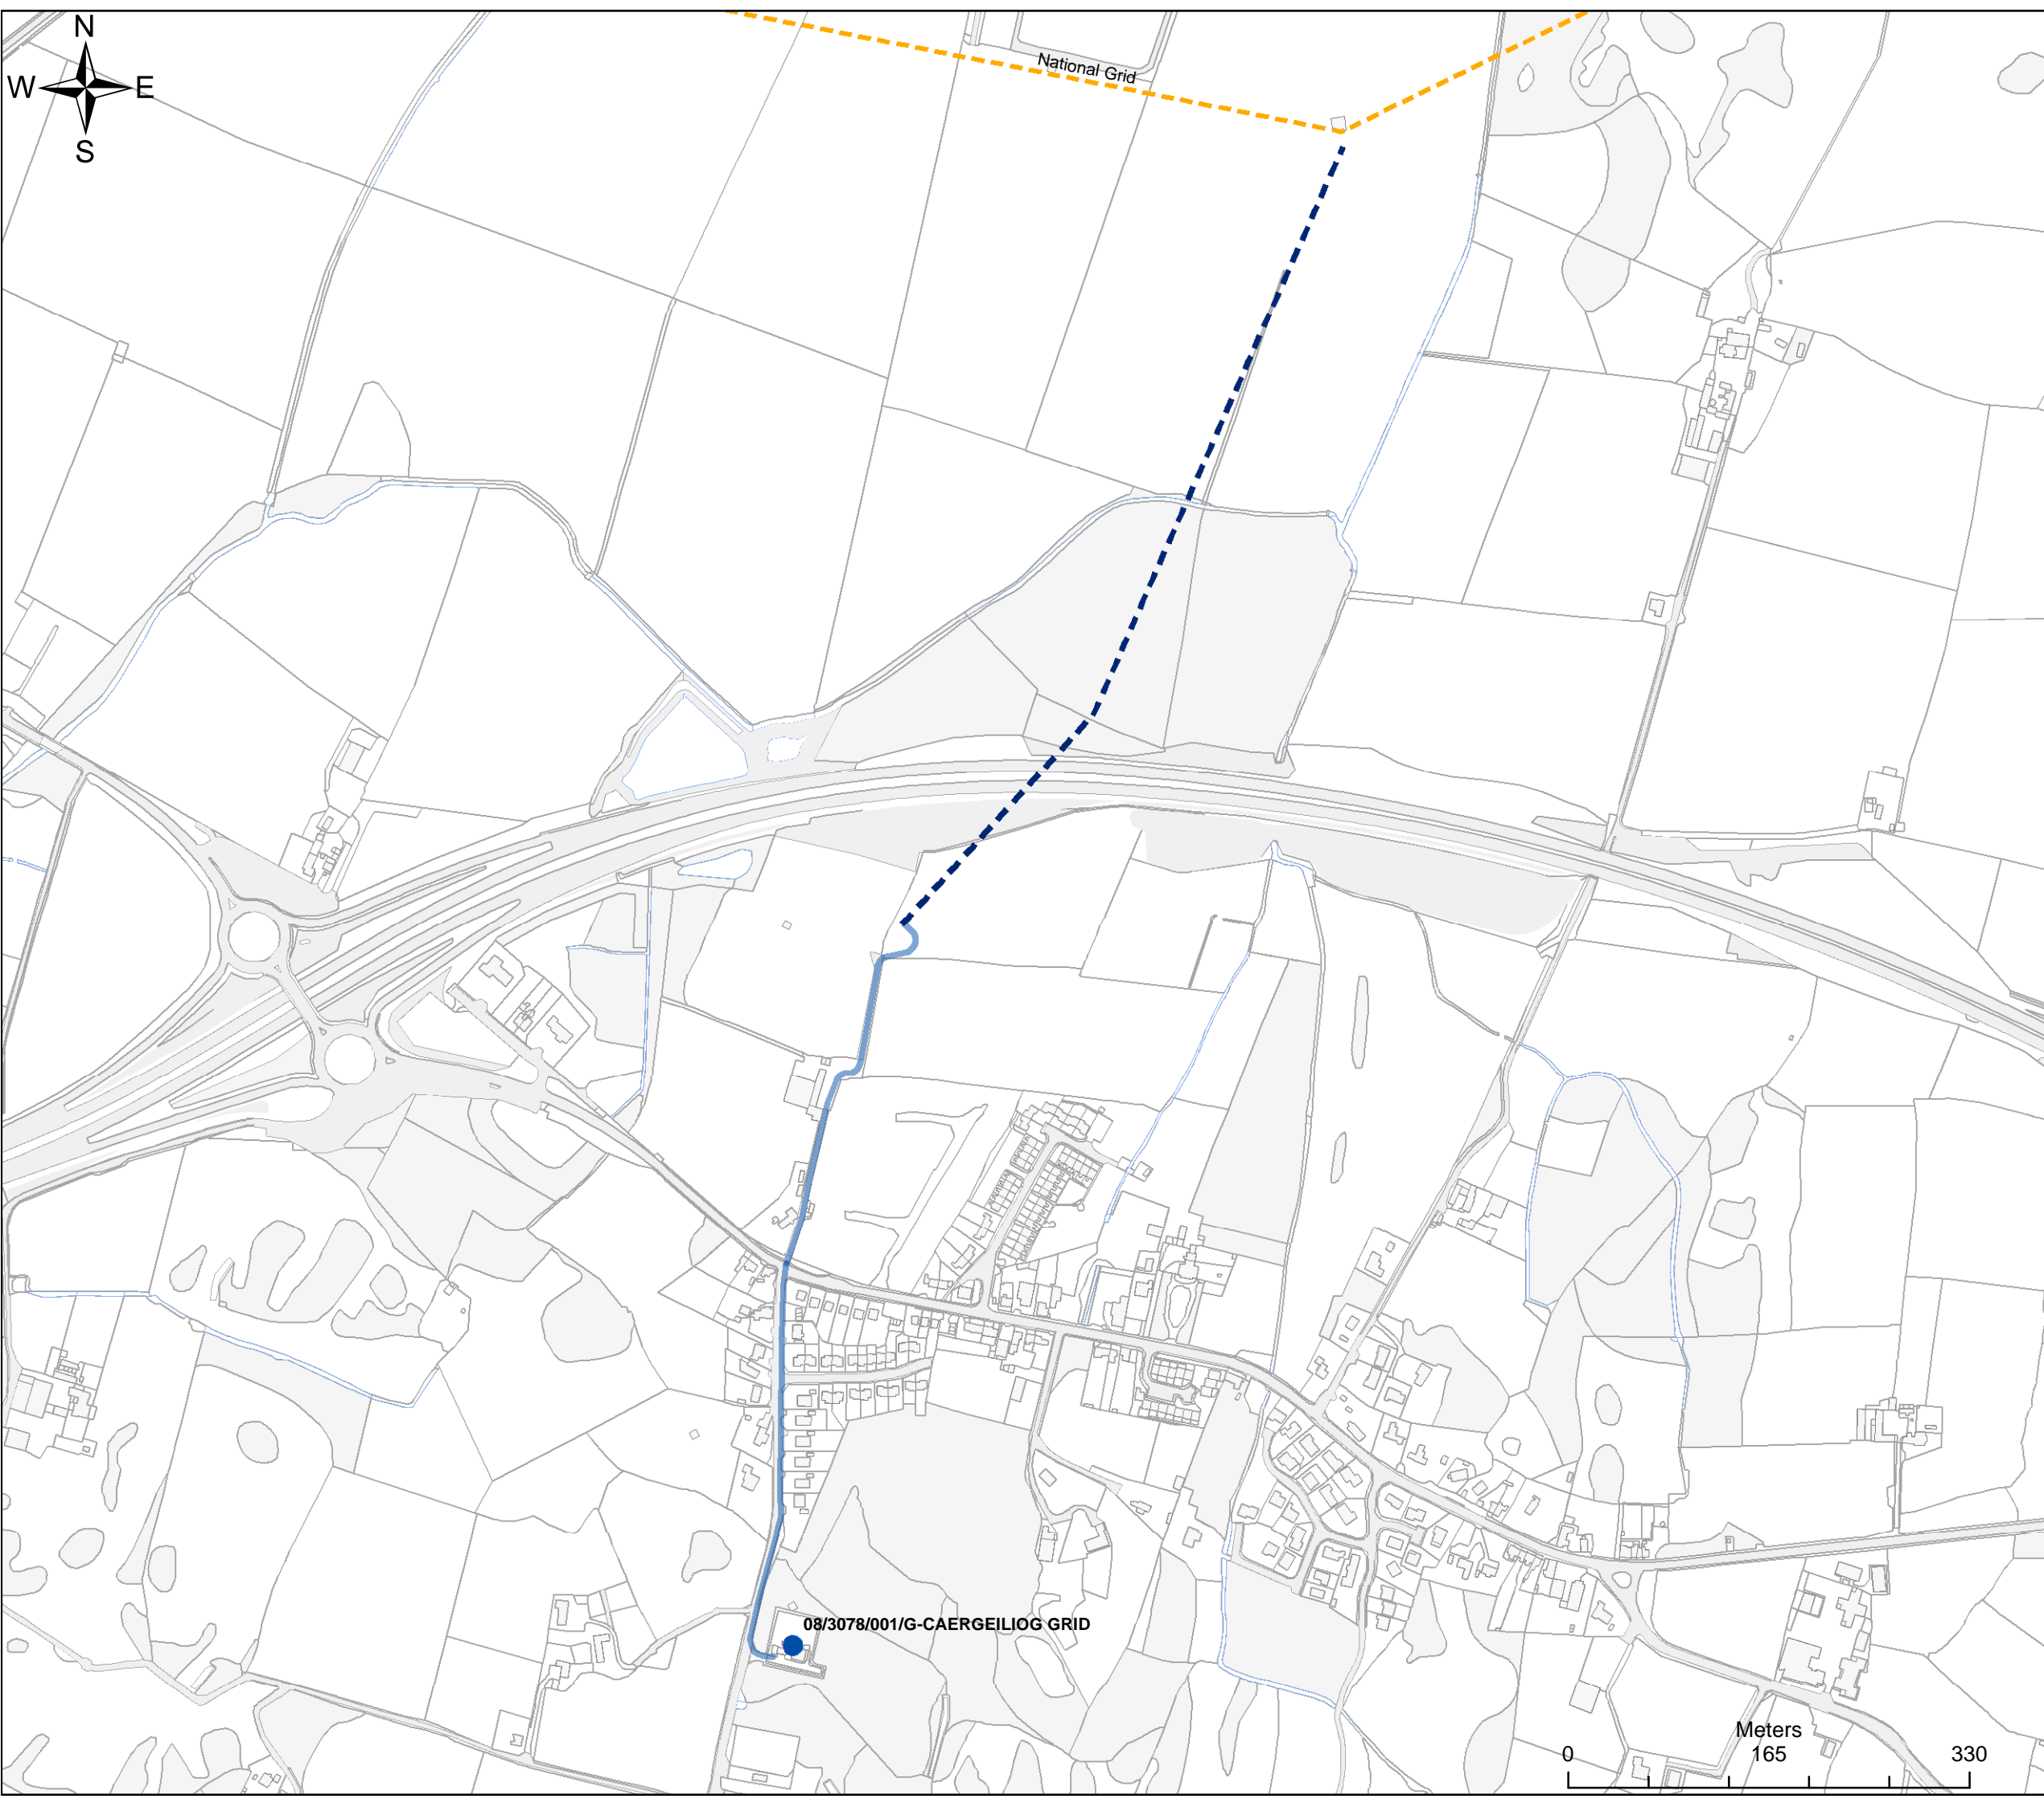 N
W E
S
National Grid
08/3078/001/G-CAERGEILIOG GRID
Meters
0 165 330